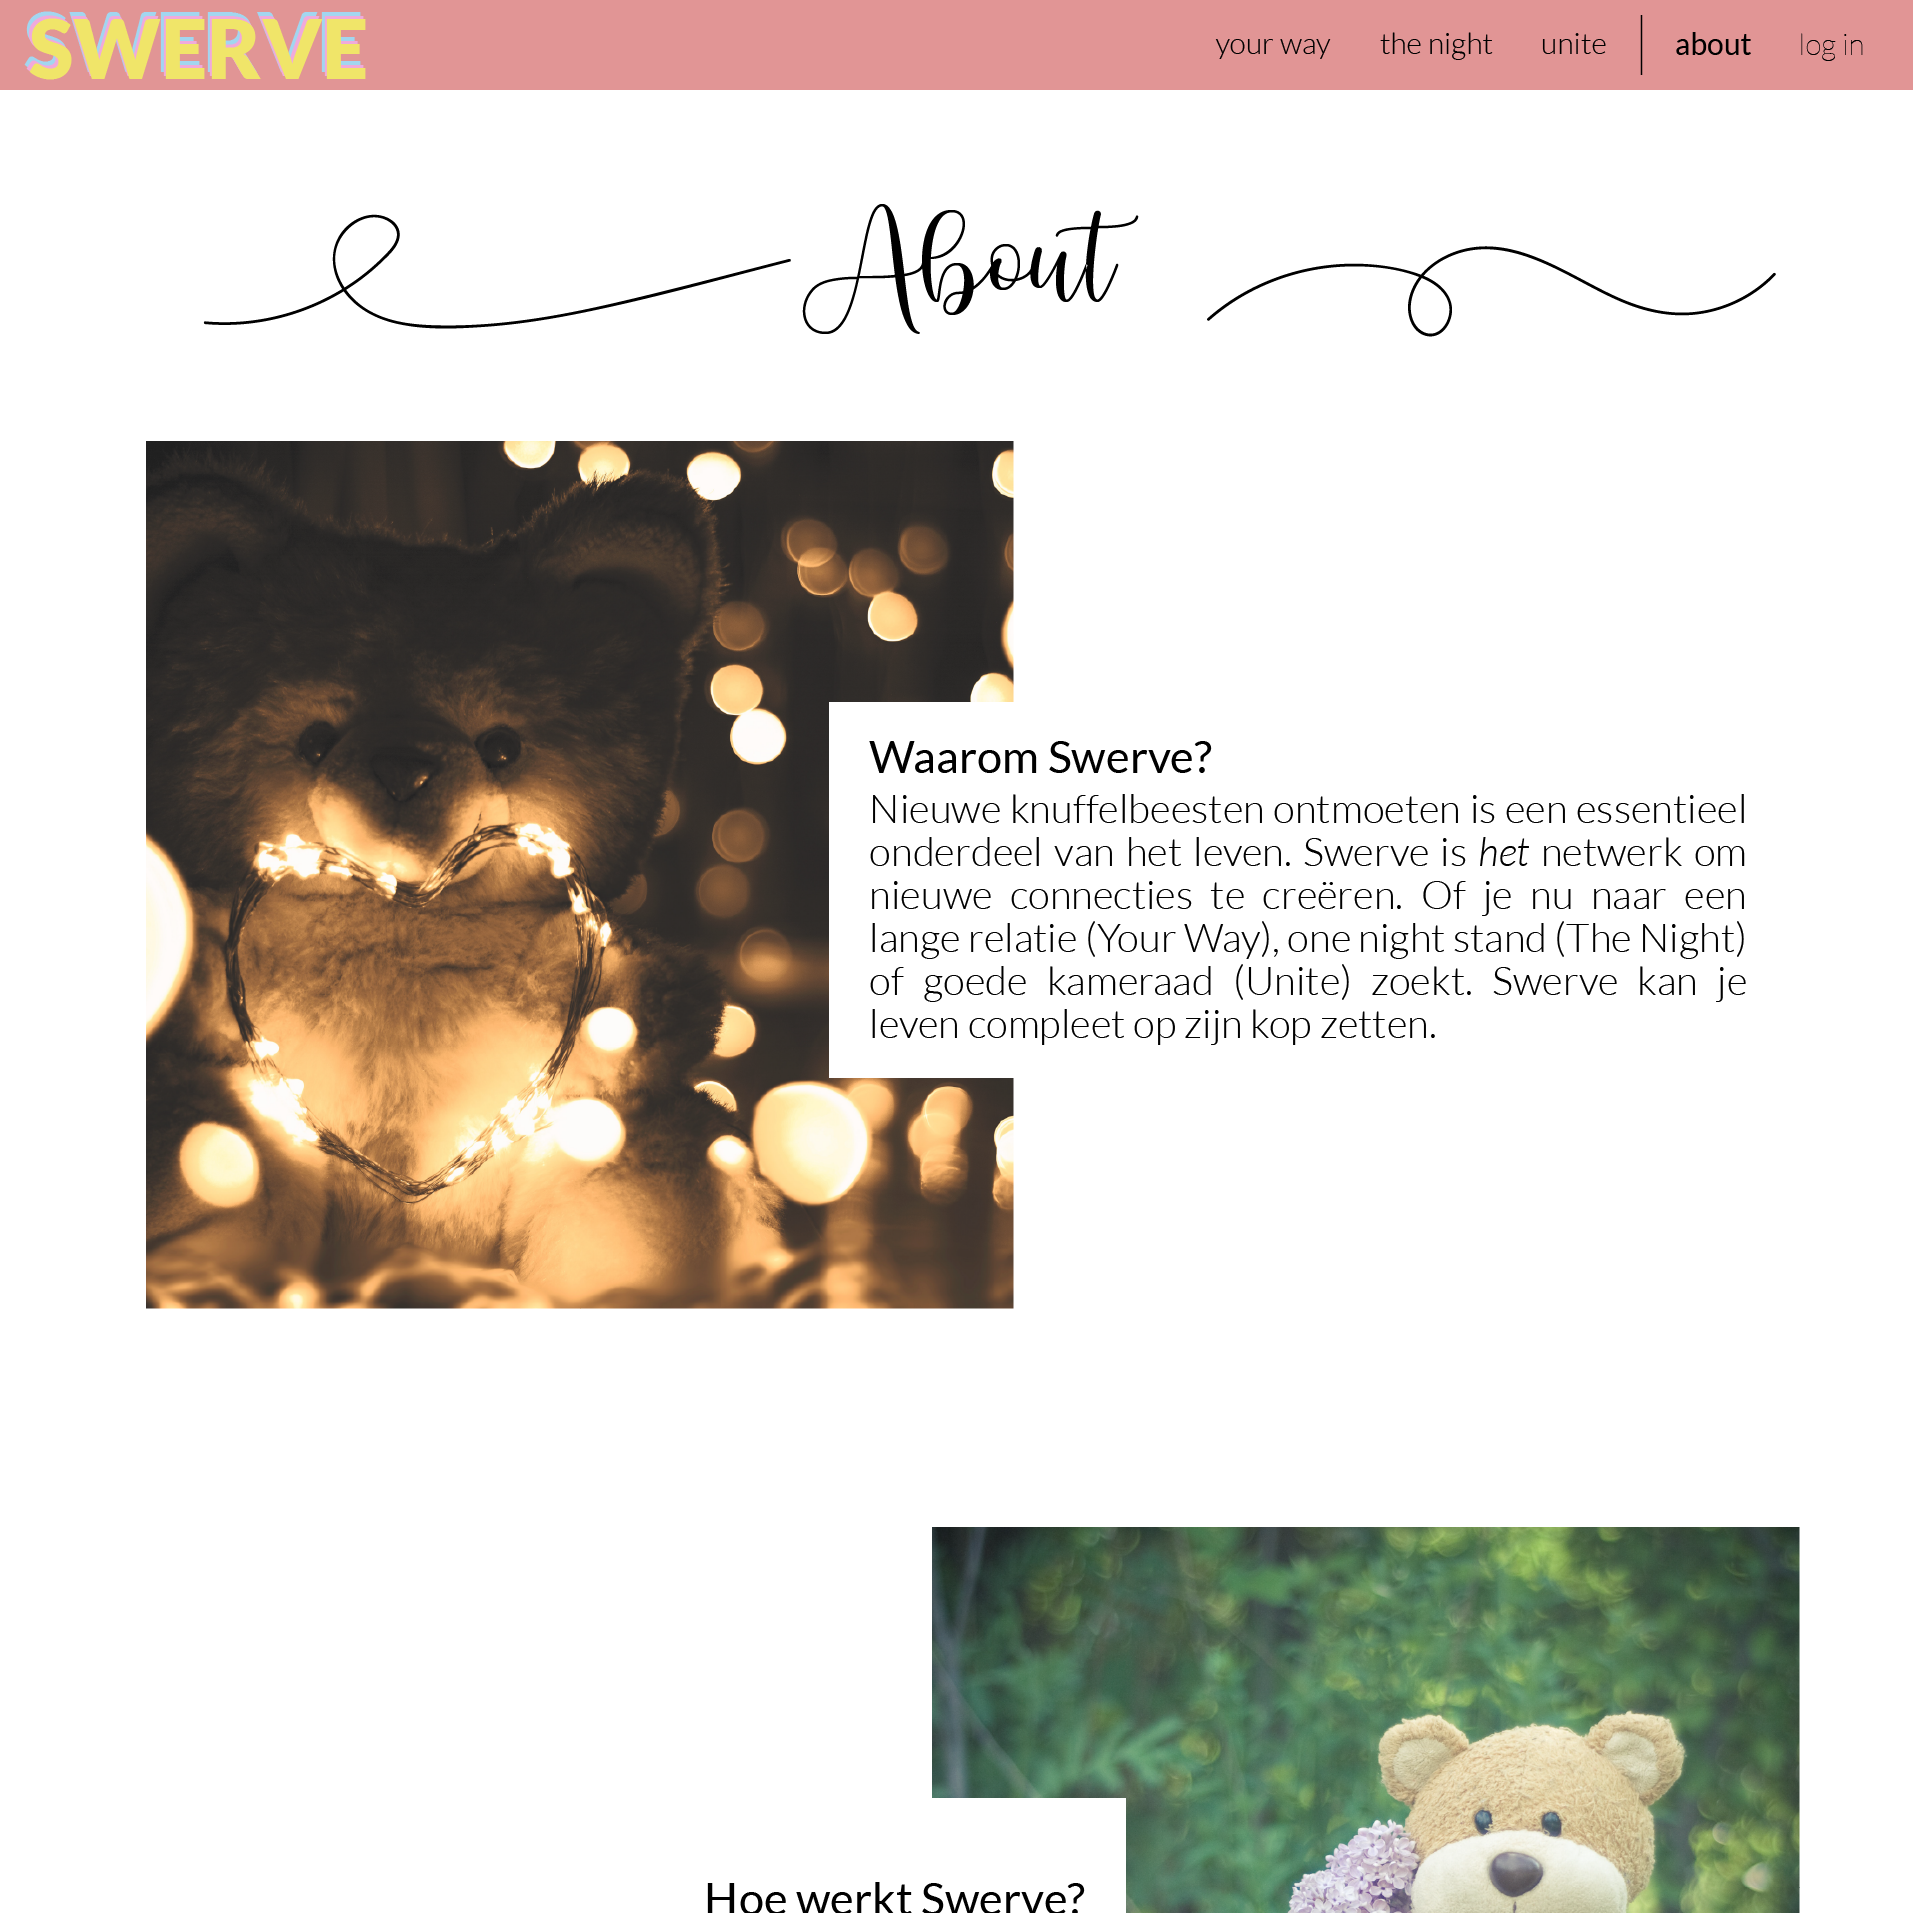 SWERVE
your way the night unite about log in
About
Waarom Swerve?
Nieuwe knuffelbeesten ontmoeten is een essentieel
onderdeel van het leven. Swerve is het netwerk om
nieuwe connecties te creëren. Of je nu naar een
lange relatie (Your Way), one night stand (The Night)
of goede kameraad (Unite) zoekt. Swerve kan je
leven compleet op zijn kop zetten.
Hoe werkt Swerve?